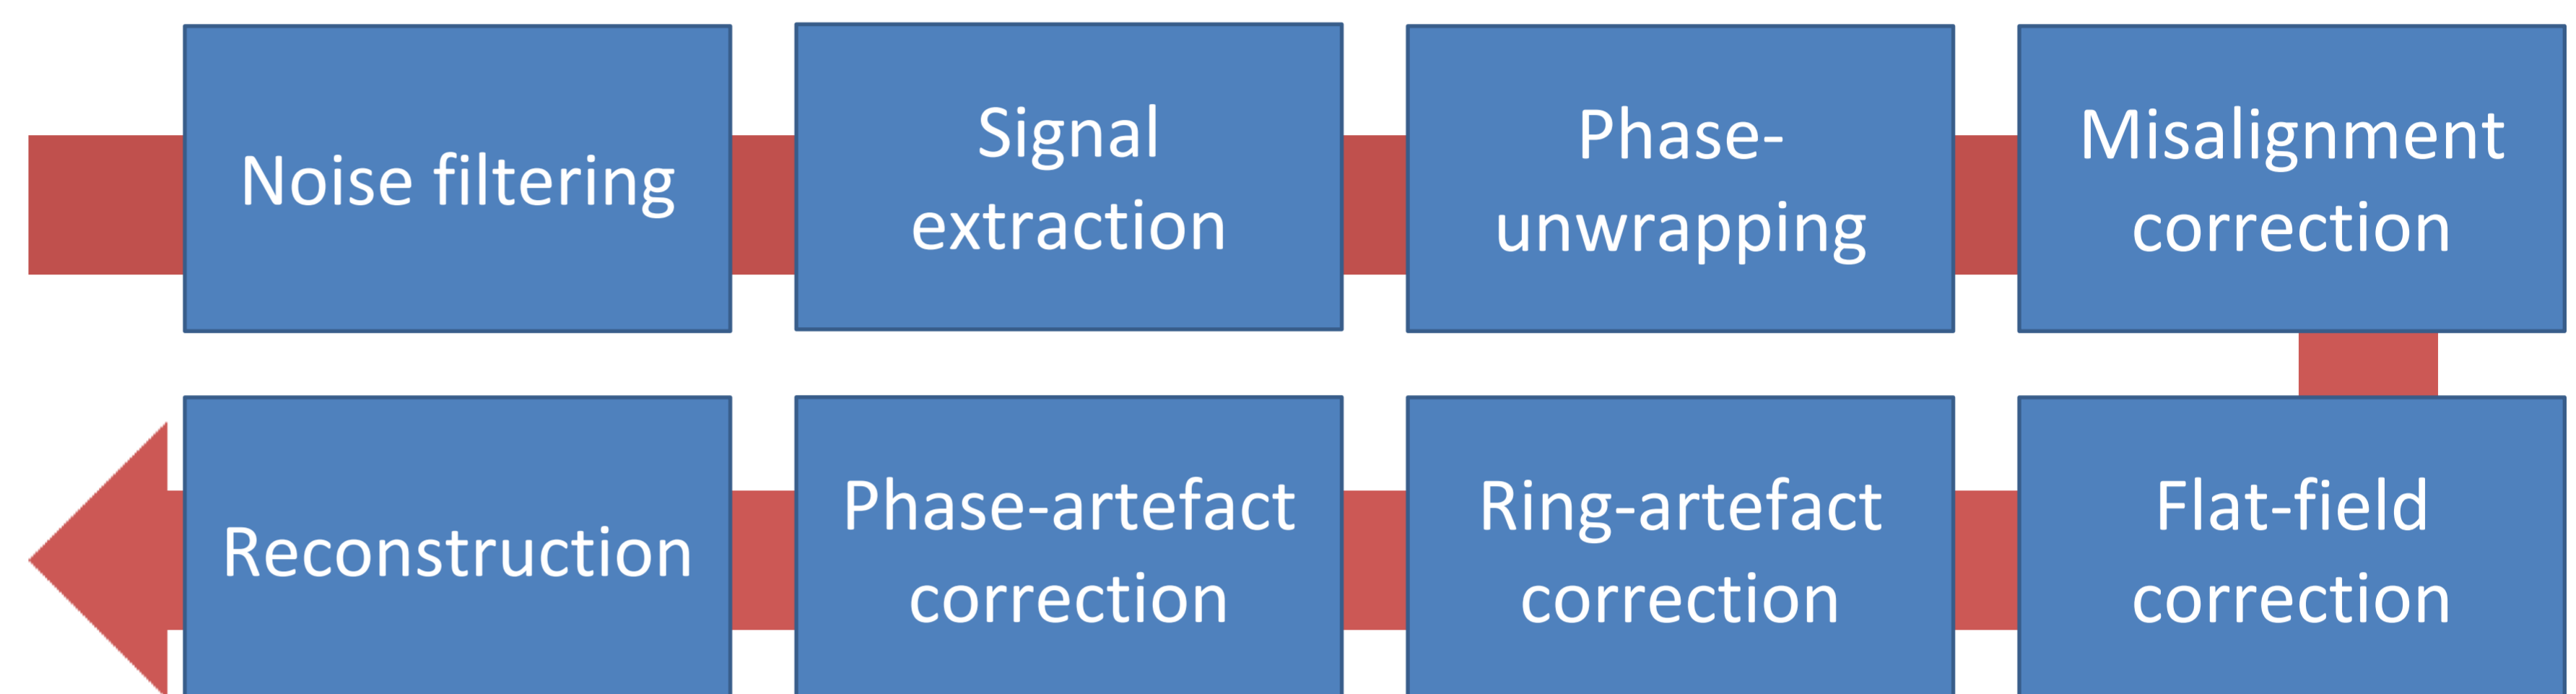 Noise filtering
Signal
extraction
Phase-
unwrapping
Misalignment
correction
Reconstruction
Phase-artefact
correction
Ring-artefact
correction
Flat-field
correction